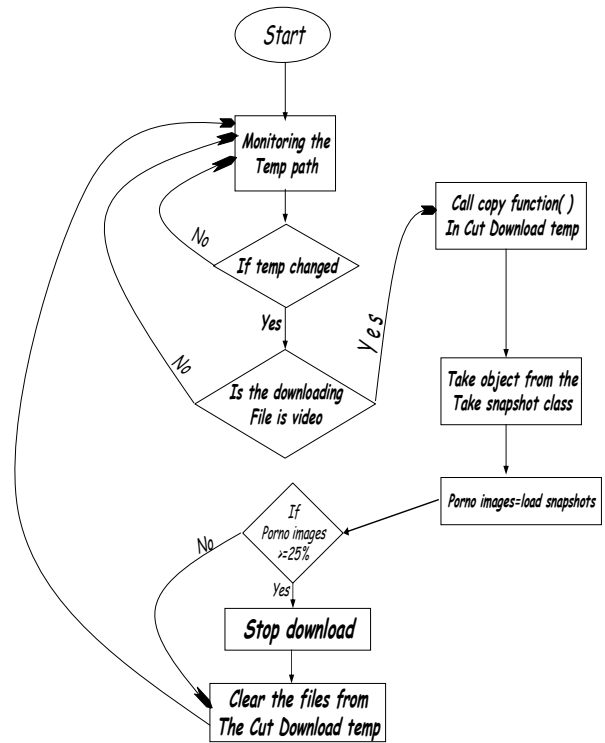 Start
Monitoring the
Temp path
No
If temp changed
Yes
No
Is the downloading
File is video
Yes
Call copy function( )
In Cut Download temp
Take object from the
Take snapshot class
Porno images=load snapshots
If
Porno images
>=25%
No
Yes
Stop download
Clear the files from
The Cut Download temp